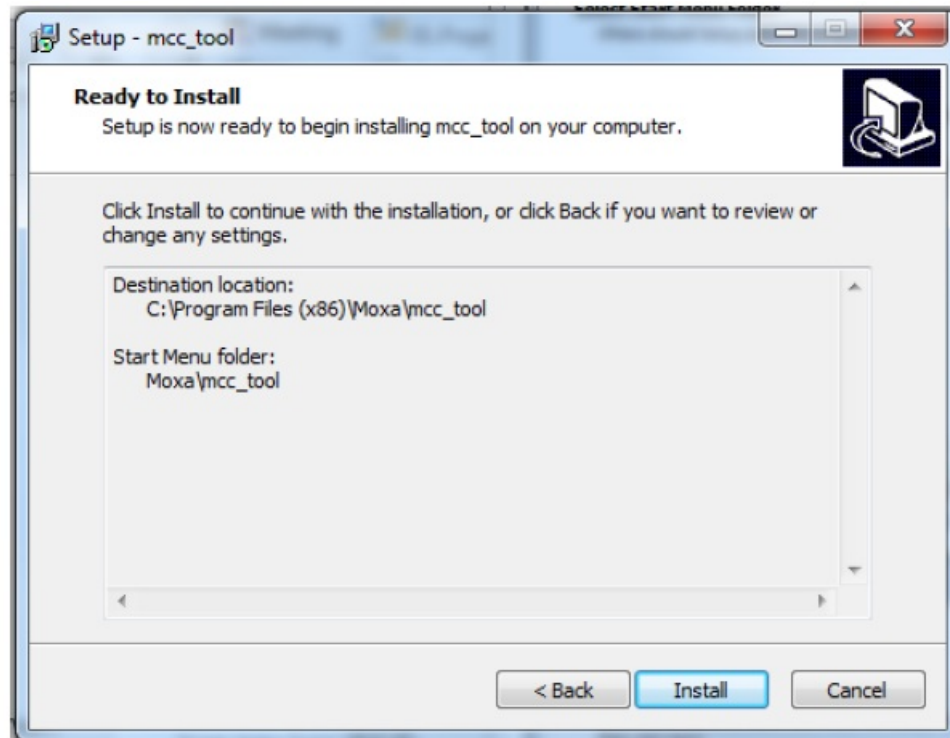 Setup - mcc_tool
Ready to Install
Setup is now ready to begin installing mcc_tool on your computer.
Click Install to continue with the installation, or click Back if you want to review or
change any settings.
Destination location:
C:\Program Files (x86)\Moxa\mcc_tool
Start Menu folder:
Moxa\mcc_tool
< Back
Install
Cancel